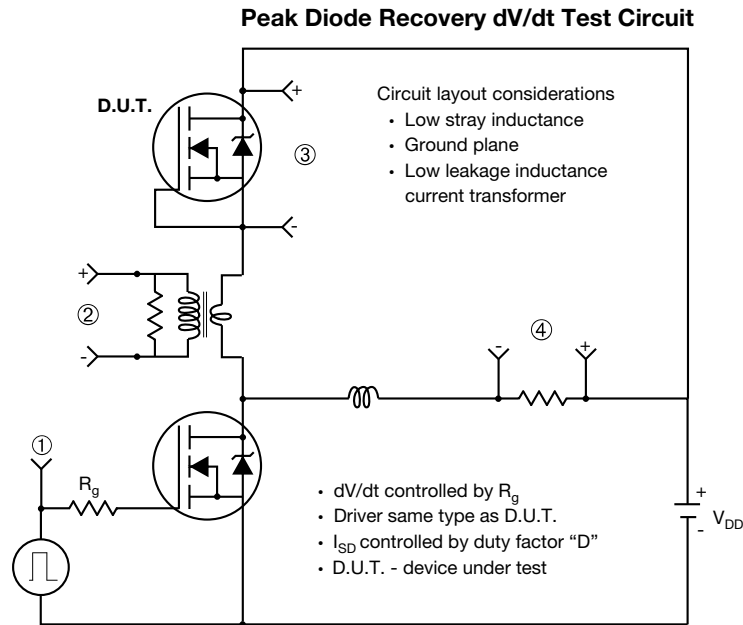 Peak Diode Recovery dV/dt Test Circuit
D.U.T.
+
Circuit layout considerations
• Low stray inductance
• Ground plane
• Low leakage inductance
current transformer
③
-
+
②
-
④
-
+
①
R_g
• dV/dt controlled by R_g
• Driver same type as D.U.T.
• I_SD controlled by duty factor “D”
• D.U.T. - device under test
+
V_DD
-